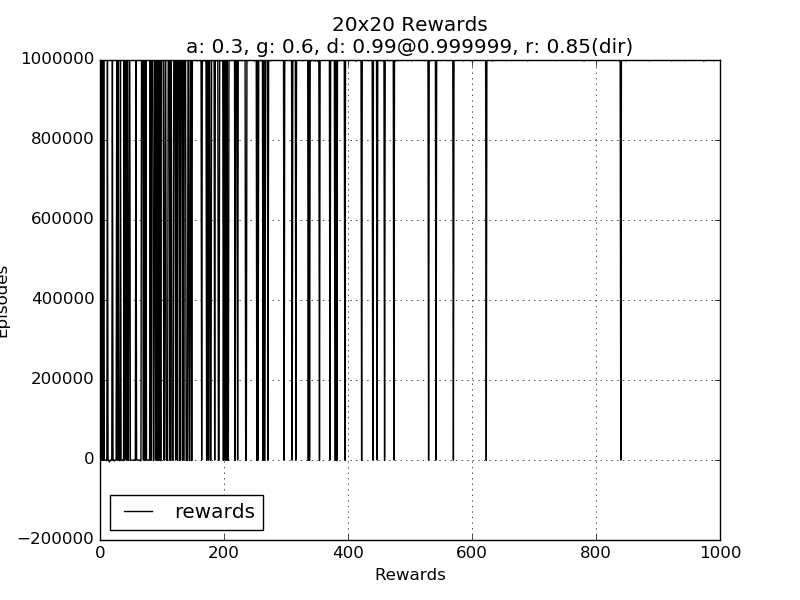 20x20 Rewards
a: 0.3, g: 0.6, d: 0.99@0.999999, r: 0.85(dir)
1000000
800000
600000
400000
200000
0
−200000
Episodes
rewards
0 200 400 600 800 1000
Rewards